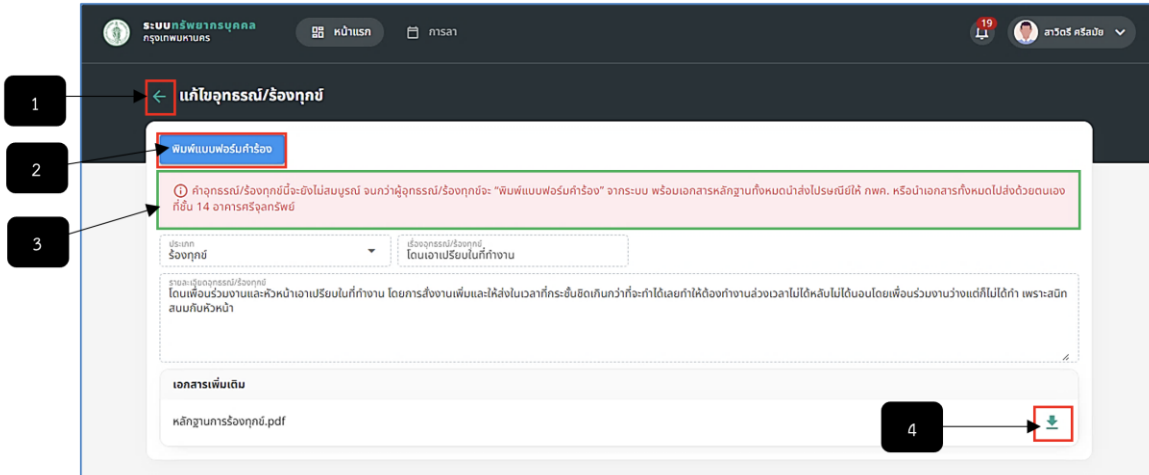 ระบบทรัพยากรบุคคล
กรุงเทพมหานคร
หน้าแรก
การลา
19
สาวิตรี ศรีสมัย
1
แก้ไขอุทธรณ์/ร้องทุกข์
2
พิมพ์แบบฟอร์มคำร้อง
3
คำอุทธรณ์/ร้องทุกข์นี้จะยังไม่สมบูรณ์ จนกว่าผู้อุทธรณ์/ร้องทุกข์จะ “พิมพ์แบบฟอร์มคำร้อง” จากระบบ พร้อมเอกสารหลักฐานทั้งหมดนำส่งไปรษณีย์ให้ กพค. หรือนำเอกสารทั้งหมดไปส่งด้วยตนเอง
ที่ชั้น 14 อาคารศรีจุลทรัพย์
ประเภท
ร้องทุกข์
เรื่องอุทธรณ์/ร้องทุกข์
โดนเอาเปรียบในที่ทำงาน
รายละเอียดอุทธรณ์/ร้องทุกข์
โดนเพื่อนร่วมงานและหัวหน้าเอาเปรียบในที่ทำงาน โดยการสั่งงานเพิ่มและให้ส่งในเวลาที่กระชั้นชิดเกินกว่าที่จะทำได้เลยทำให้ต้องทำงานล่วงเวลาไม่ได้หลับไม่ได้นอนโดยเพื่อนร่วมงานว่างแต่ก็ไม่ได้ทำ เพราะสนิท
สนมกับหัวหน้า
เอกสารเพิ่มเติม
หลักฐานการร้องทุกข์.pdf
4